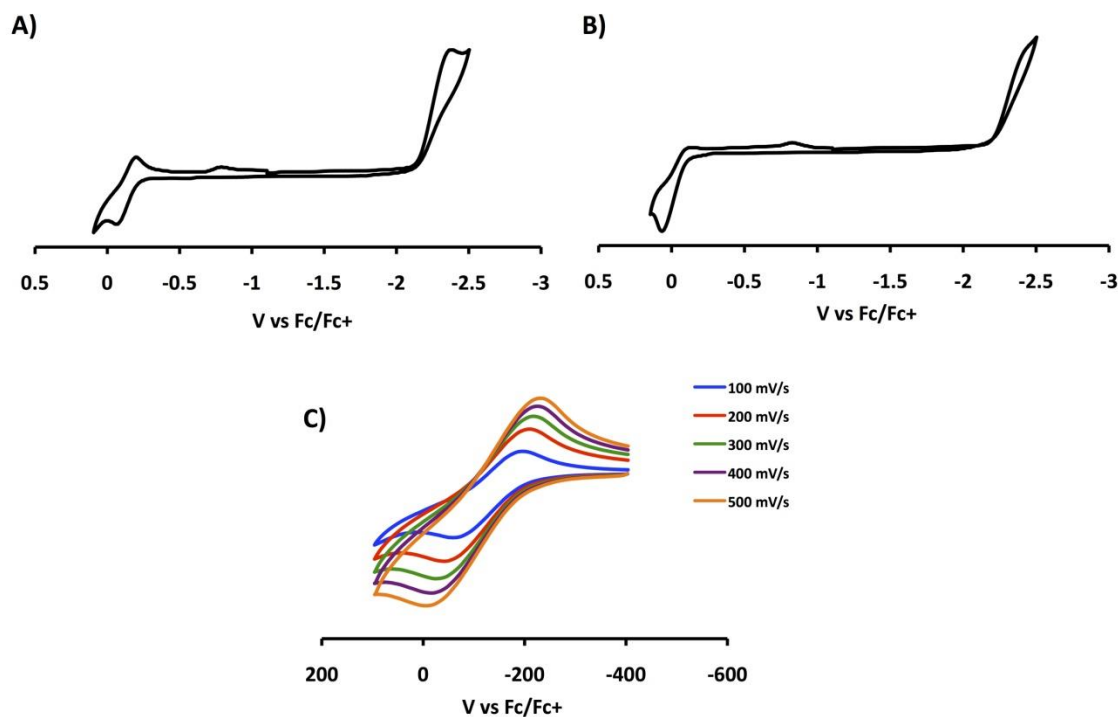 A)
B)
0.5 0 -0.5 -1 -1.5 -2 -2.5 -3
V vs Fc/Fc+
0.5 0 -0.5 -1 -1.5 -2 -2.5 -3
V vs Fc/Fc+
C)
100 mV/s
200 mV/s
300 mV/s
400 mV/s
500 mV/s
200 0 -200 -400 -600
V vs Fc/Fc+